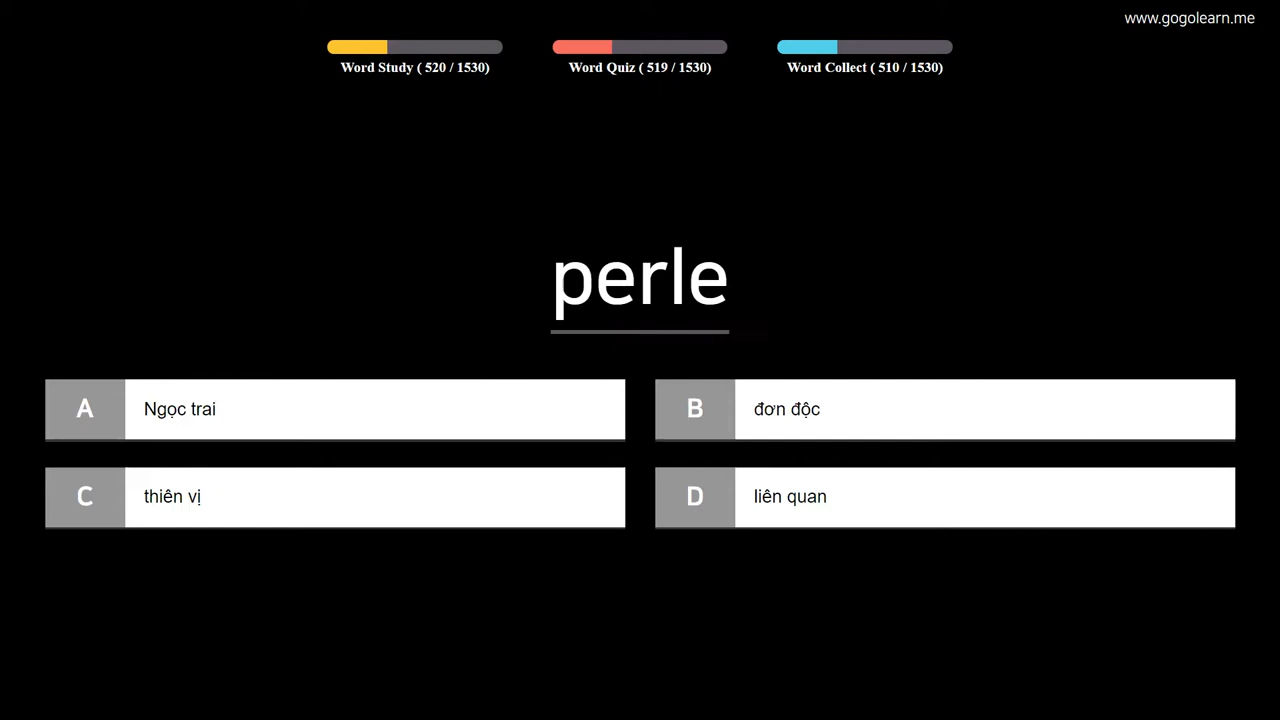 www.gogolearn.me
Word Study ( 520 / 1530)
Word Quiz ( 519 / 1530)
Word Collect ( 510 / 1530)
perle
A Ngọc trai
B đơn độc
C thiên vị
D liên quan